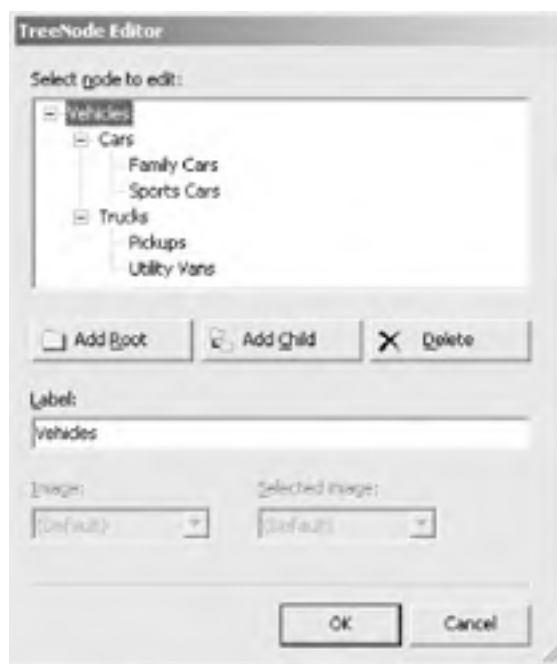 TreeNode Editor
Select node to edit:
Vehicles
Cars
Family Cars
Sports Cars
Trucks
Pickups
Utility Vans
Add Root Add Child Delete
Label:
Vehicles
Image: Selected image:
(Default) (Default)
OK Cancel